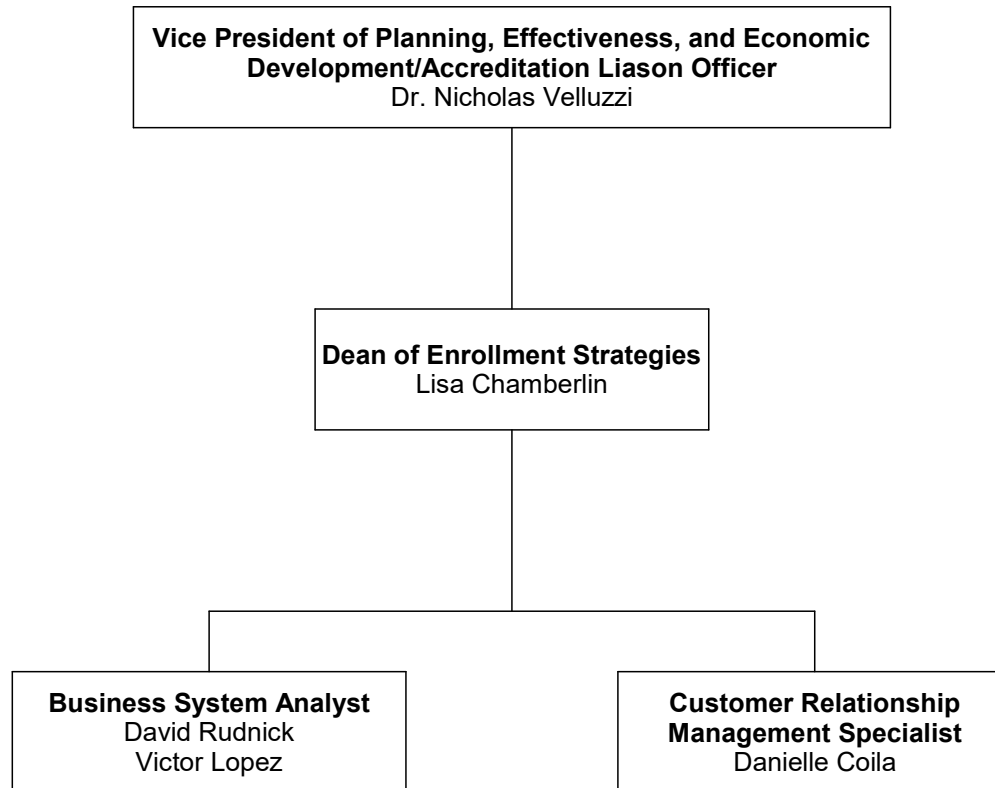 Vice President of Planning, Effectiveness, and Economic
Development/Accreditation Liason Officer
Dr. Nicholas Velluzzi
Dean of Enrollment Strategies
Lisa Chamberlin
Business System Analyst
David Rudnick
Victor Lopez
Customer Relationship
Management Specialist
Danielle Coila